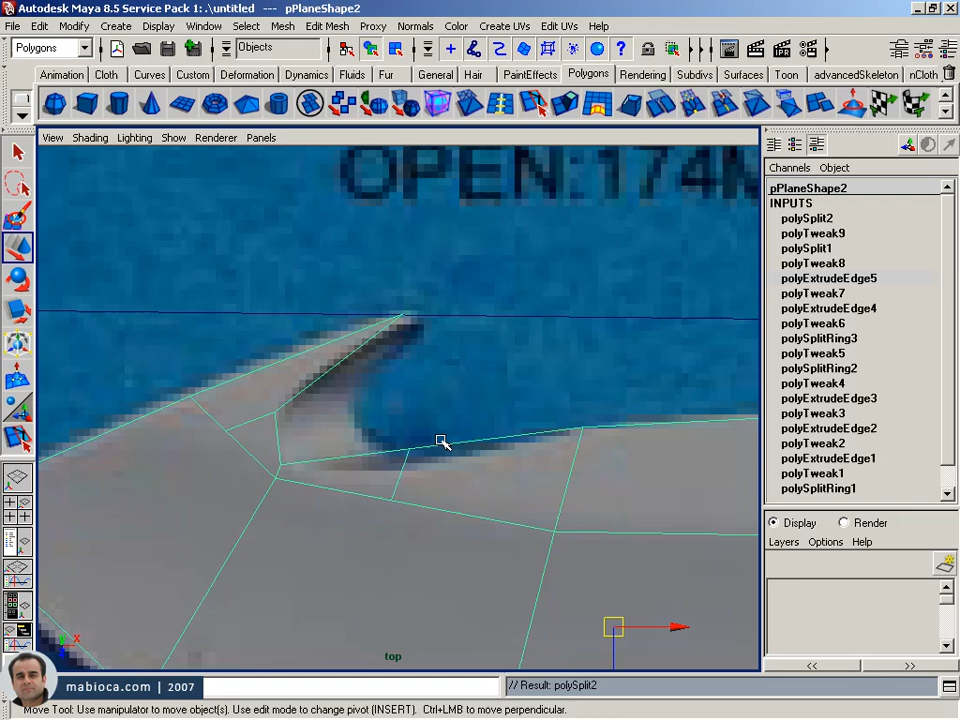 Autodesk Maya 8.5 Service Pack 1: .\untitled   ---   pPlaneShape2
File Edit Modify Create Display Window Select Mesh Edit Mesh Proxy Normals Color Create UVs Edit UVs Help
Polygons Objects
Animation Cloth Curves Custom Deformation Dynamics Fluids Fur General Hair PaintEffects Polygons Rendering Subdivs Surfaces Toon advancedSkeleton nCloth
View Shading Lighting Show Renderer Panels
OPEN:174M
top
Channels Object
pPlaneShape2
INPUTS
polySplit2
polyTweak9
polySplit1
polyTweak8
polyExtrudeEdge5
polyTweak7
polyExtrudeEdge4
polyTweak6
polySplitRing3
polyTweak5
polySplitRing2
polyTweak4
polyExtrudeEdge3
polyTweak3
polyExtrudeEdge2
polyTweak2
polyExtrudeEdge1
polyTweak1
polySplitRing1
Display Render
Layers Options Help
<< >>
mabioca.com | 2007
// Result: polySplit2
Move Tool: Use manipulator to move object(s). Use edit mode to change pivot (INSERT). Ctrl+LMB to move perpendicular.